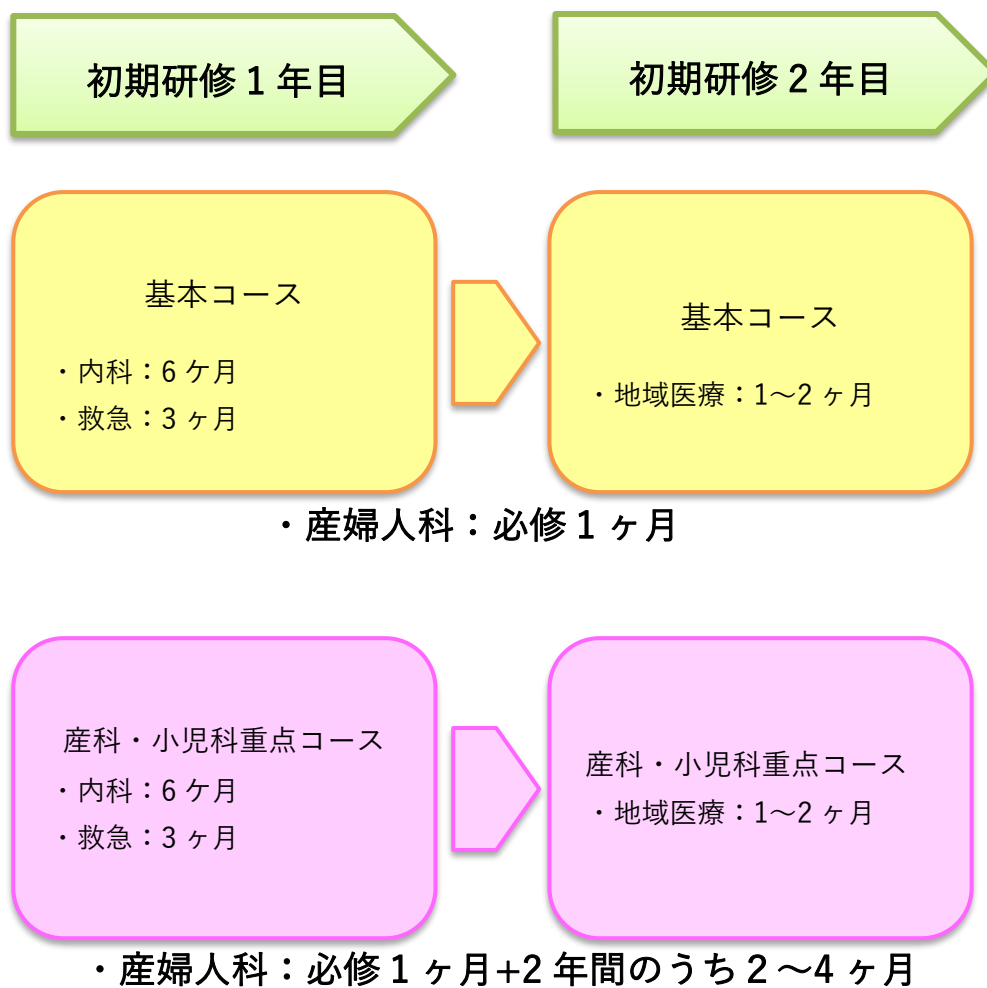 初期研修 1 年目
初期研修 2 年目
基本コース
・内科：6 ケ月
・救急：3 ヶ月
基本コース
・地域医療：1～2 ヶ月
・産婦人科：必修 1 ヶ月
産科・小児科重点コース
・内科：6 ケ月
・救急：3 ヶ月
産科・小児科重点コース
・地域医療：1～2 ヶ月
・産婦人科：必修 1 ヶ月+2 年間のうち 2 ～4 ヶ月